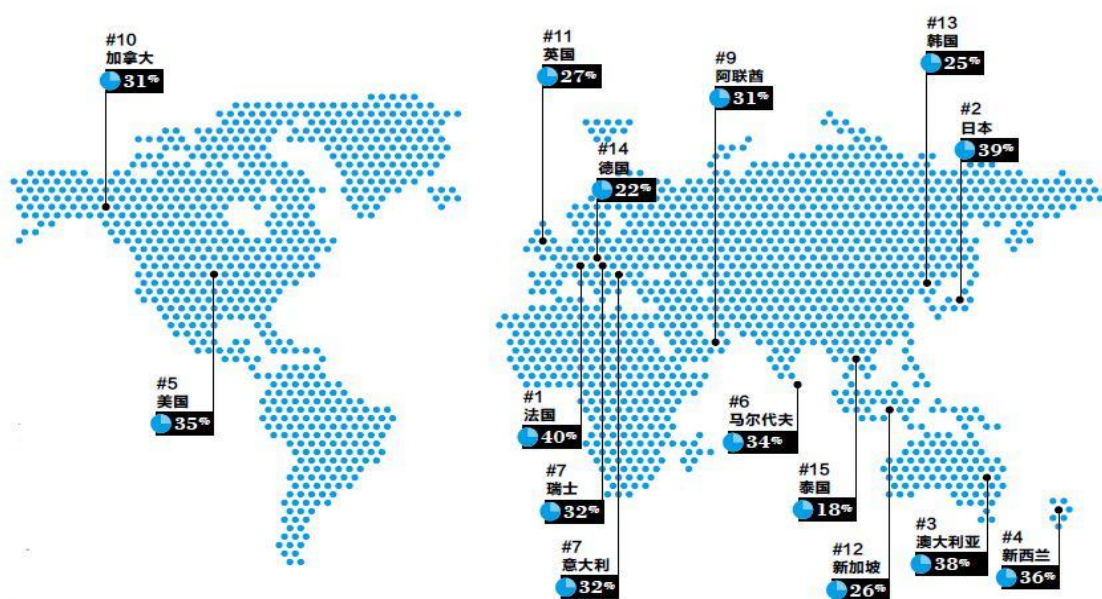 #10
加拿大
31%
#11
英国
27%
#9
阿联酋
31%
#13
韩国
25%
#2
日本
39%
#14
德国
22%
#5
美国
35%
#1
法国
40%
#6
马尔代夫
34%
#7
瑞士
32%
#15
泰国
18%
#7
意大利
32%
#12
新加坡
26%
#3
澳大利亚
38%
#4
新西兰
36%